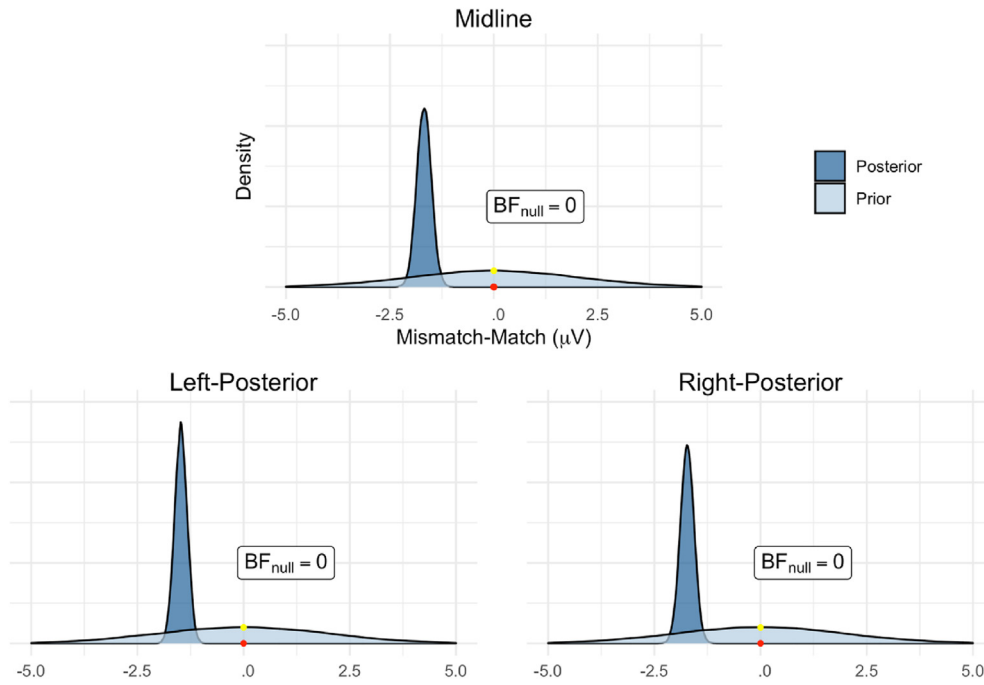 Midline
Density
BFnull = 0
Posterior
Prior
-5.0 -2.5 .0 2.5 5.0
Mismatch-Match (μV)
Left-Posterior
BFnull = 0
-5.0 -2.5 .0 2.5 5.0
Right-Posterior
BFnull = 0
-5.0 -2.5 .0 2.5 5.0